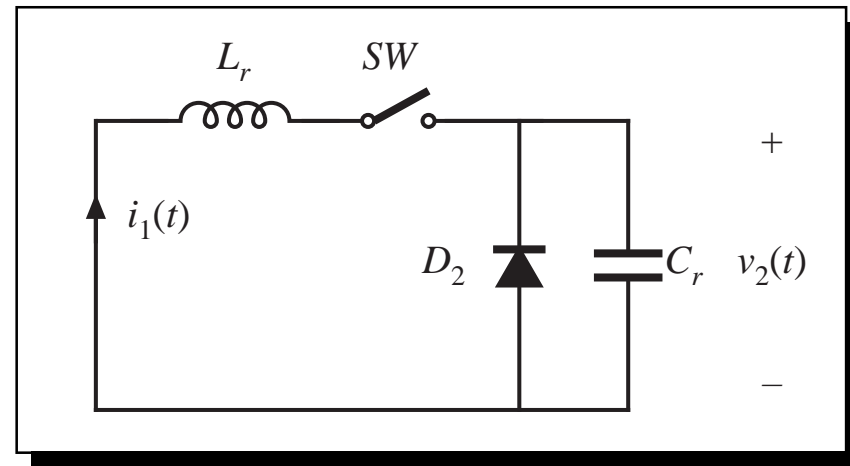 L_r SW
+
i_1(t)
D_2 C_r v_2(t)
–